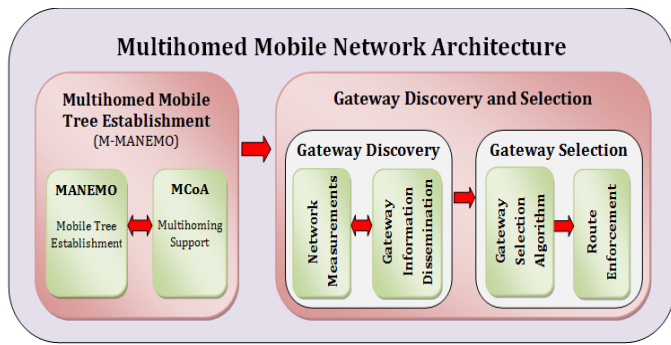 Multihomed Mobile Network Architecture
Multihomed Mobile
Tree Establishment
(M-MANEMO)
MANEMO
Mobile Tree
Establishment
MCoA
Multihoming
Support
Gateway Discovery and Selection
Gateway Discovery
Network
Measurements
Gateway
Information
Dissemination
Gateway Selection
Gateway
Selection
Algorithm
Route
Enforcement